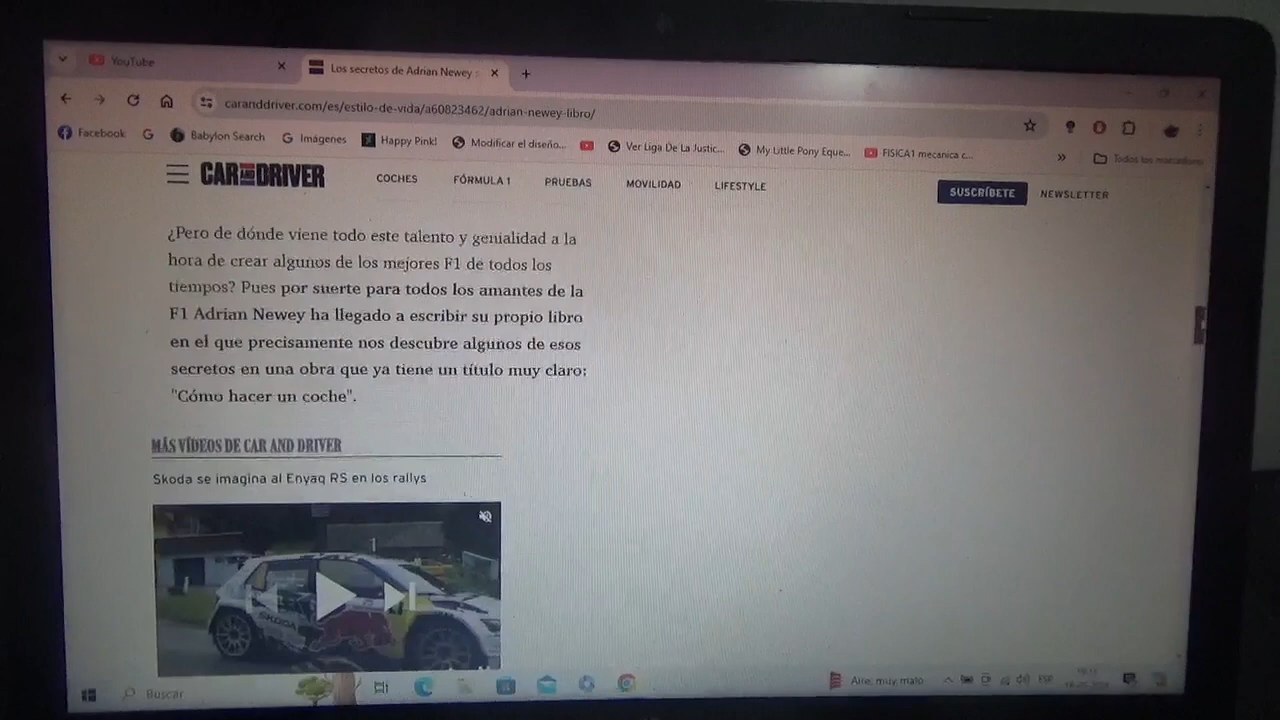 YouTube
Los secretos de Adrian Newey
caranddriver.com/es/estilo-de-vida/a60823462/adrian-newey-libro/
Facebook
Babylon Search
Imágenes
Happy Pink!
Modificar el diseño...
Ver Liga De La Justic...
My Little Pony Eque...
FISICA1 mecanica c...
»
Todos los marcadores
CAR AND DRIVER
COCHES
FÓRMULA 1
PRUEBAS
MOVILIDAD
LIFESTYLE
SUSCRÍBETE
NEWSLETTER
¿Pero de dónde viene todo este talento y genialidad a la
hora de crear algunos de los mejores F1 de todos los
tiempos? Pues por suerte para todos los amantes de la
F1 Adrian Newey ha llegado a escribir su propio libro
en el que precisamente nos descubre algunos de esos
secretos en una obra que ya tiene un título muy claro:
"Cómo hacer un coche".
MÁS VÍDEOS DE CAR AND DRIVER
Skoda se imagina al Enyaq RS en los rallys
SKODA
Buscar
Aire: muy malo
ESP